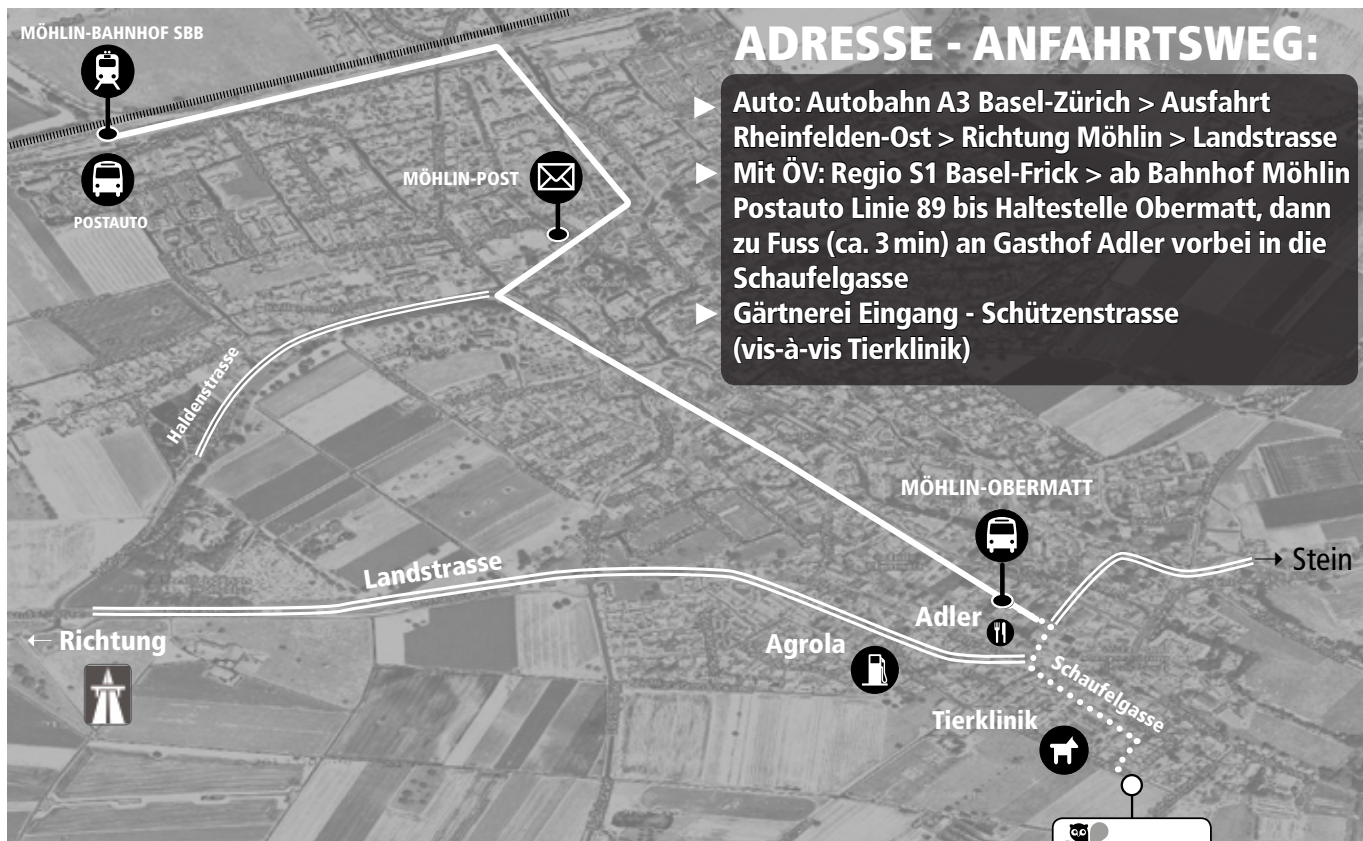 MÖHLIN-BAHNHOF SBB
POSTAUTO
MÖHLIN-POST
ADRESSE - ANFAHRTSWEG:
Auto: Autobahn A3 Basel-Zürich > Ausfahrt
Rheinfelden-Ost > Richtung Möhlin > Landstrasse
Mit ÖV: Regio S1 Basel-Frick > ab Bahnhof Möhlin
Postauto Linie 89 bis Haltestelle Obermatt, dann
zu Fuss (ca. 3 min) an Gasthof Adler vorbei in die
Schaufelgasse
Gärtnerei Eingang - Schützenstrasse
(vis-à-vis Tierklinik)
Haldenstrasse
MÖHLIN-OBERMATT
Landstrasse
→ Stein
Adler
← Richtung
Agrola
Schaufelgasse
Tierklinik